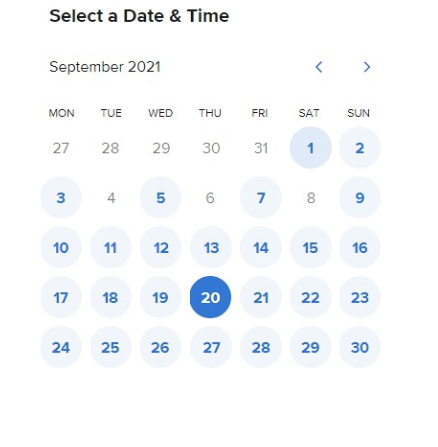 Select a Date & Time
September 2021
MON TUE WED THU FRI SAT SUN
27 28 29 30 31 1 2
3 4 5 6 7 8 9
10 11 12 13 14 15 16
17 18 19 20 21 22 23
24 25 26 27 28 29 30